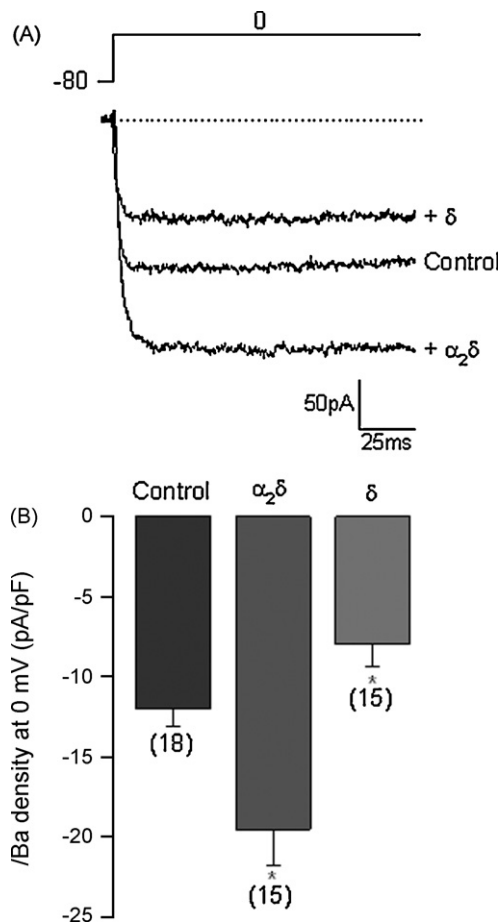 (A)
0
-80
+ δ
Control
+ α₂δ
50pA
25ms
(B)
Control α₂δ δ
0
-5
-10
-15
-20
-25
/Ba density at 0 mV (pA/pF)
(18)
*
(15)
*
(15)